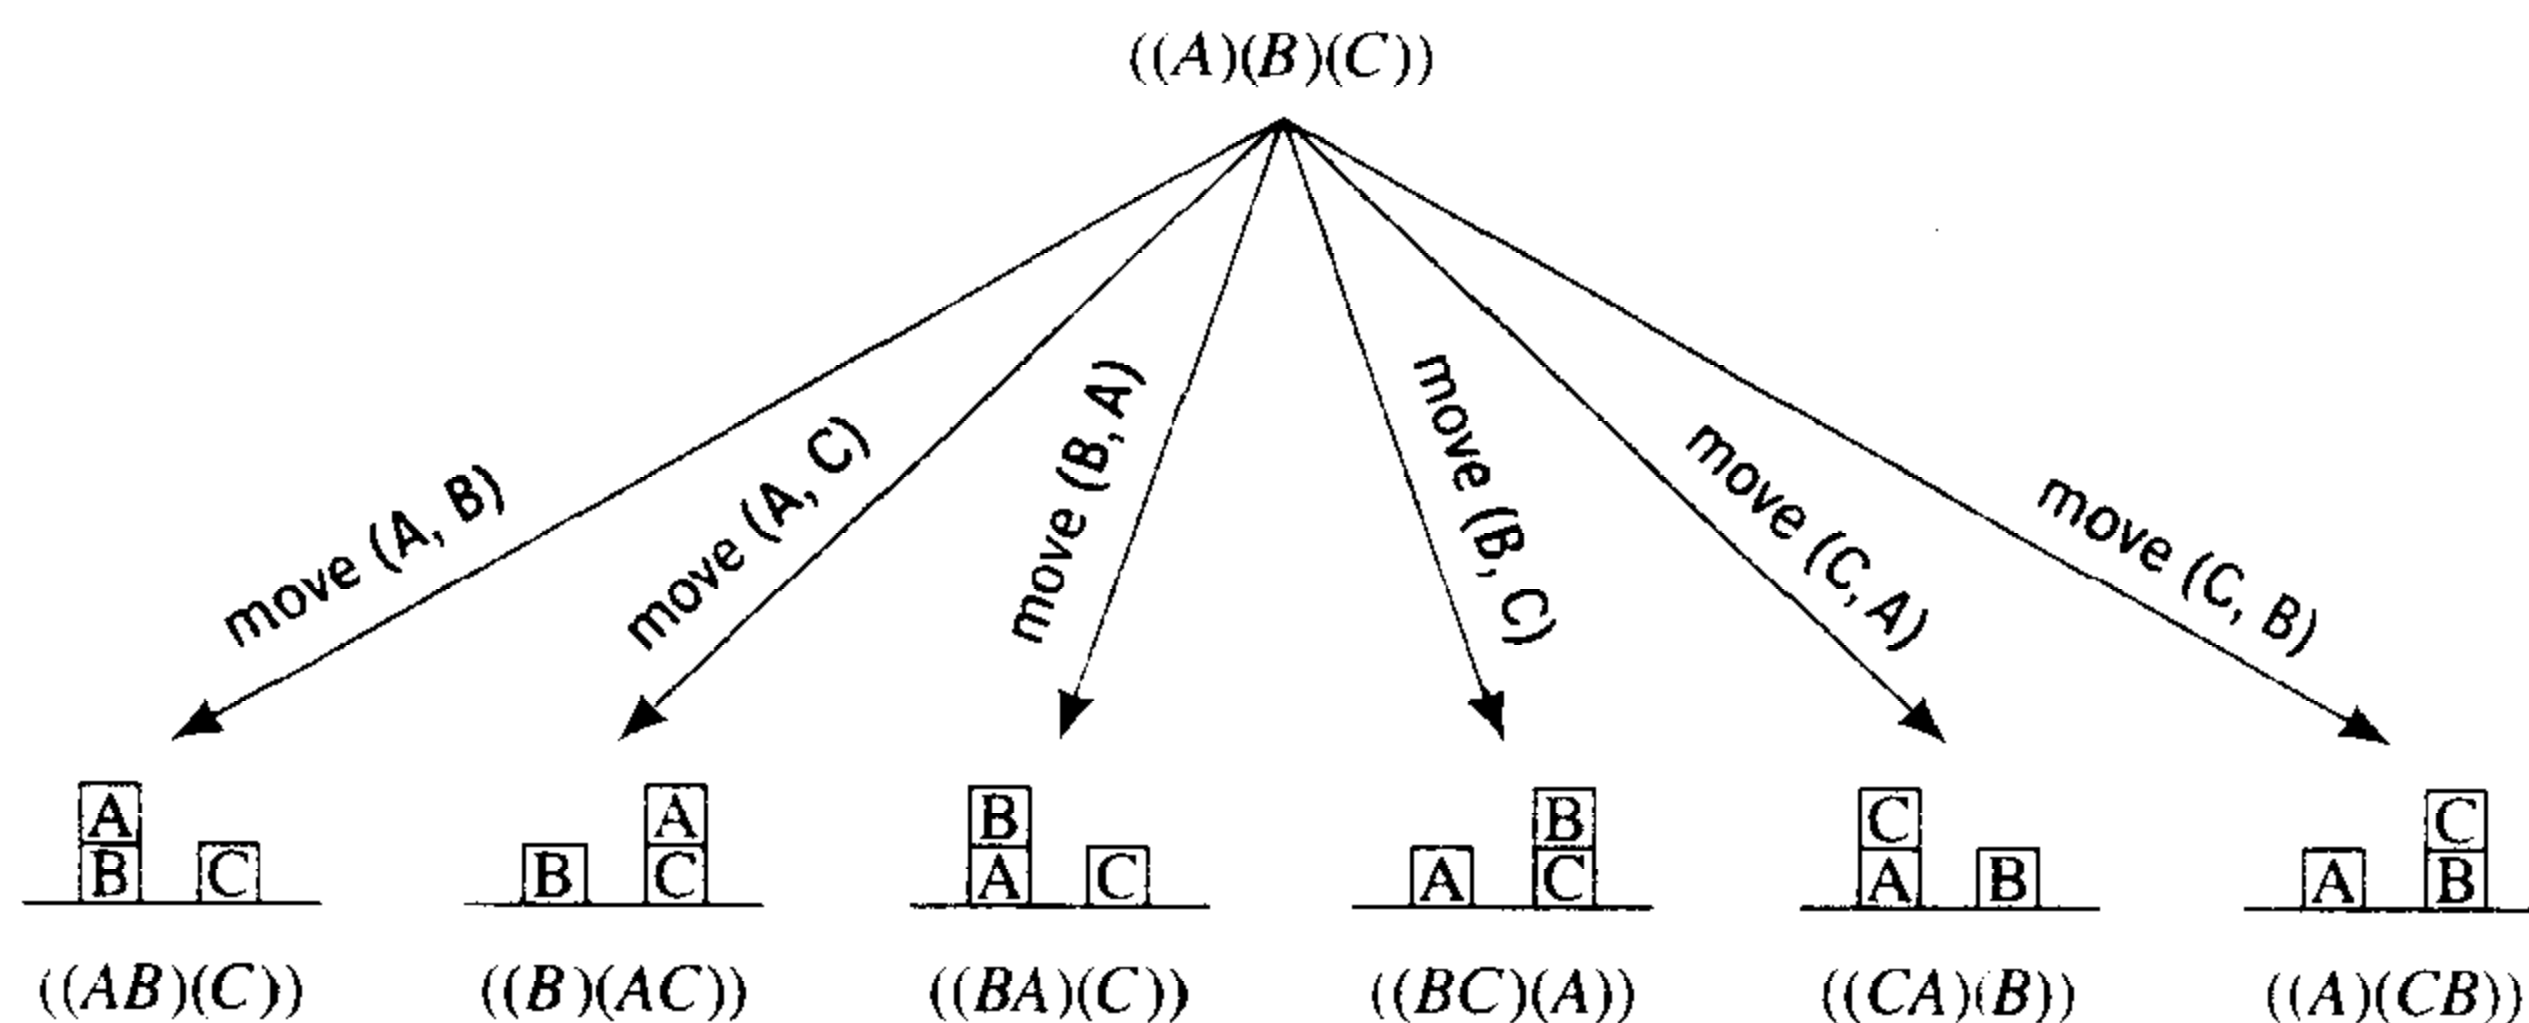 ((A)(B)(C))
move (A, B)
move (A, C)
move (B, A)
move (B, C)
move (C, A)
move (C, B)
A
B C
A
B C
B
A C
B
A C
C
A B
C
A B
((AB)(C))
((B)(AC))
((BA)(C))
((BC)(A))
((CA)(B))
((A)(CB))